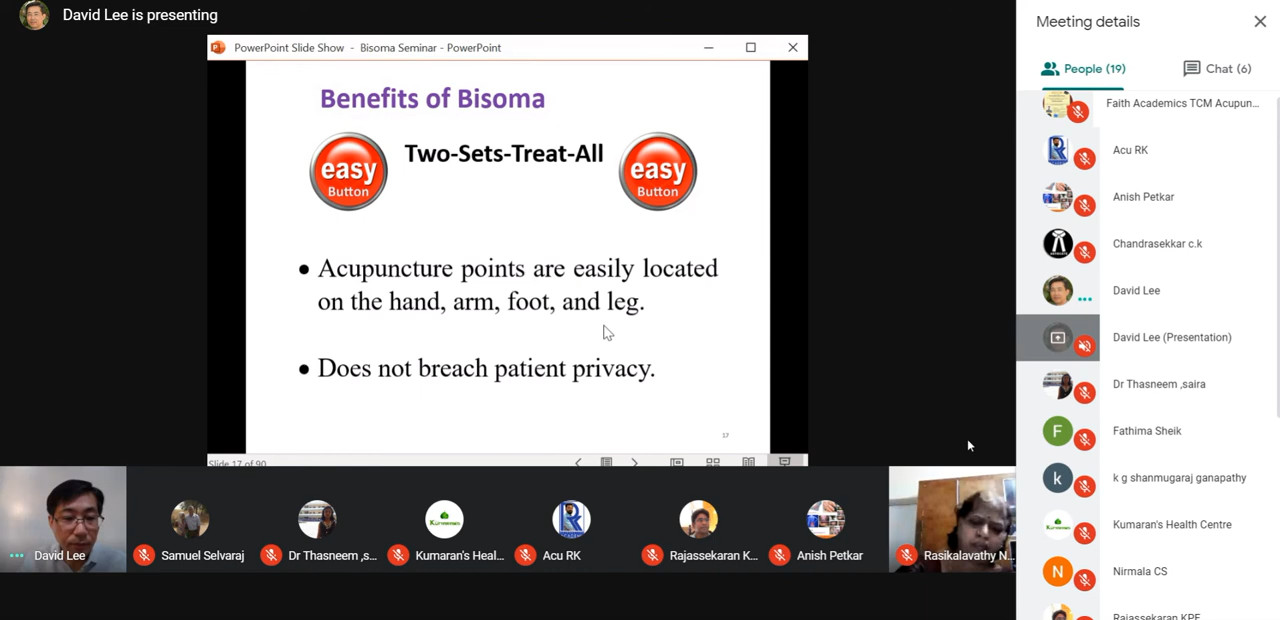 David Lee is presenting
PowerPoint Slide Show - Bisoma Seminar - PowerPoint
Benefits of Bisoma
Two-Sets-Treat-All
easy
Button
easy
Button
● Acupuncture points are easily located
on the hand, arm, foot, and leg.
● Does not breach patient privacy.
17
Slide 17 of 90
David Lee
Samuel Selvaraj
Dr Thasneem ,s...
Kumaran's Heal...
Acu RK
Rajassekaran K...
Anish Petkar
Rasikalavathy N...
Meeting details
People (19)
Chat (6)
Faith Academics TCM Acupun...
Acu RK
Anish Petkar
Chandrasekkar c.k
David Lee
David Lee (Presentation)
Dr Thasneem ,saira
F
Fathima Sheik
k
k g shanmugaraj ganapathy
Kumaran's Health Centre
N
Nirmala CS
Rajassekaran KPF